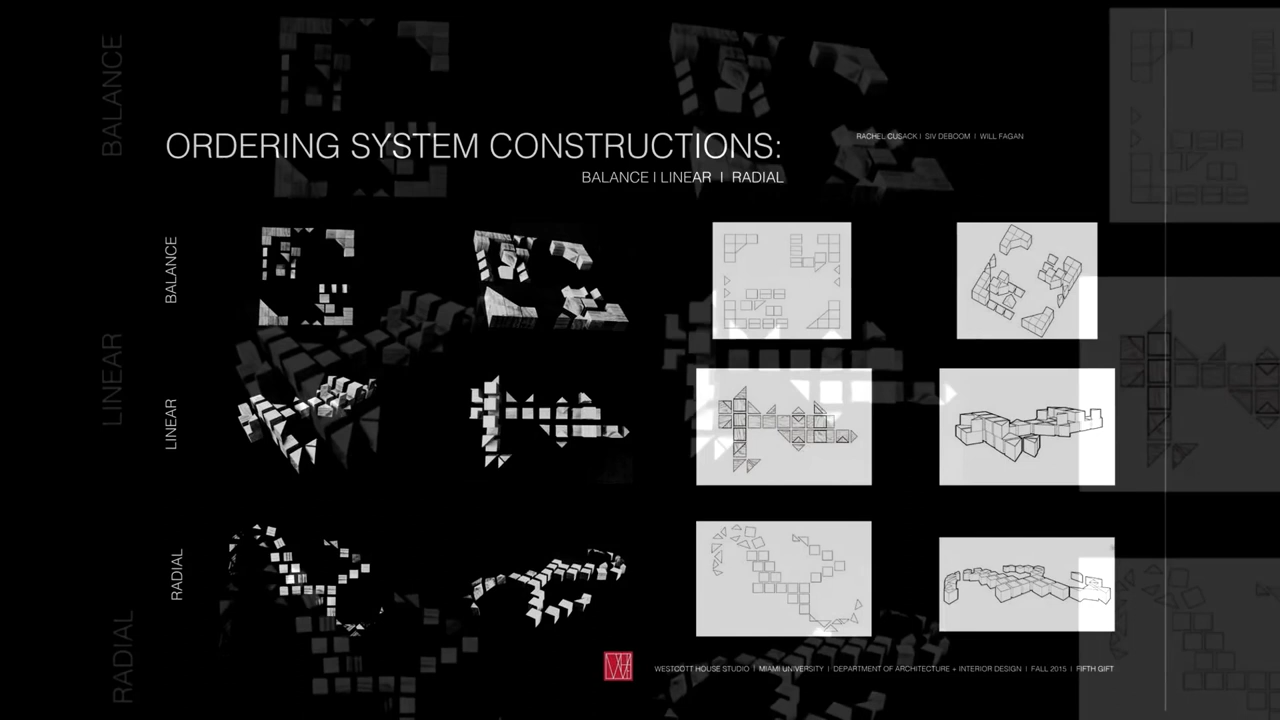 BALANCE
ORDERING SYSTEM CONSTRUCTIONS:
RACHEL CUSACK I SIV DEBOOM I WILL FAGAN
BALANCE I LINEAR I RADIAL
BALANCE
LINEAR
LINEAR
RADIAL
RADIAL
WESTCOTT HOUSE STUDIO I MIAMI UNIVERSITY I DEPARTMENT OF ARCHITECTURE + INTERIOR DESIGN I FALL 2015 I FIFTH GIFT